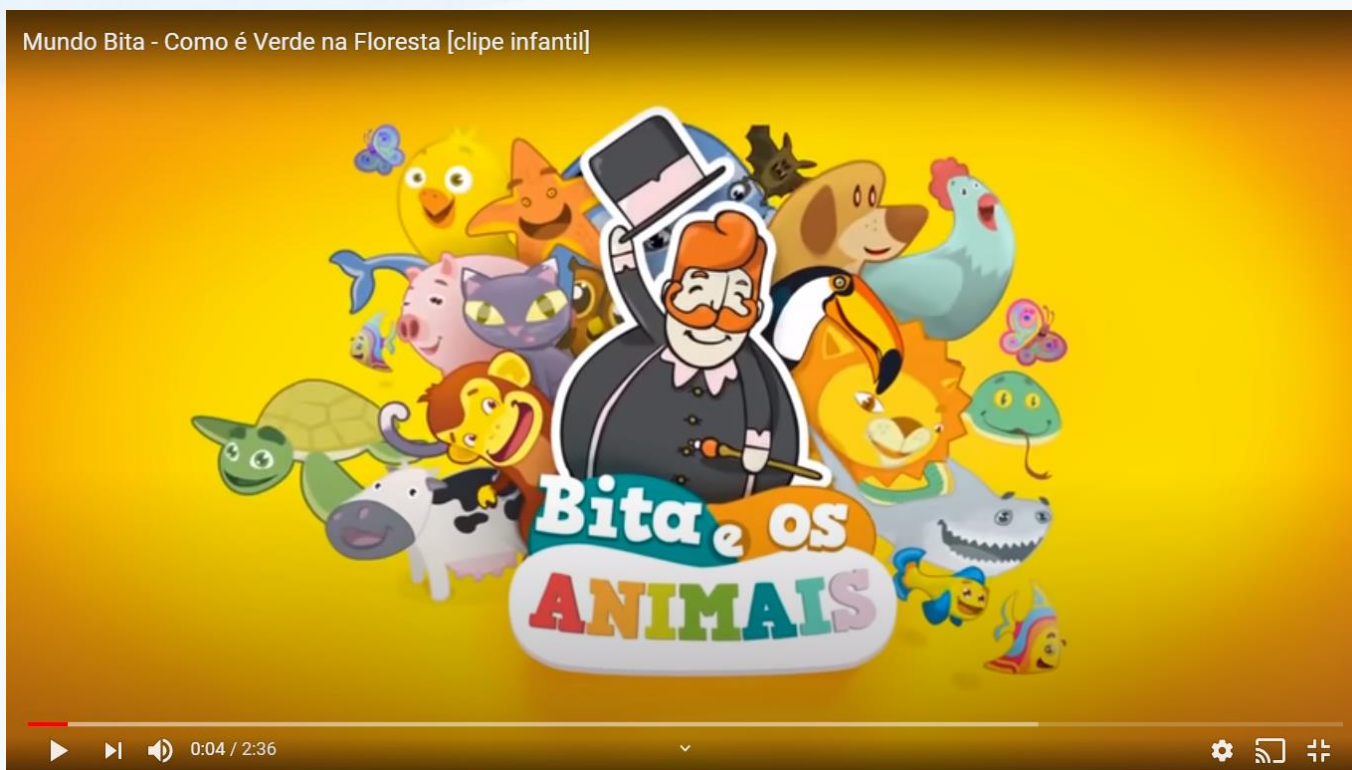 Mundo Bita - Como é Verde na Floresta [clipe infantil]
Bita e os
ANIMAIS
0:04 / 2:36